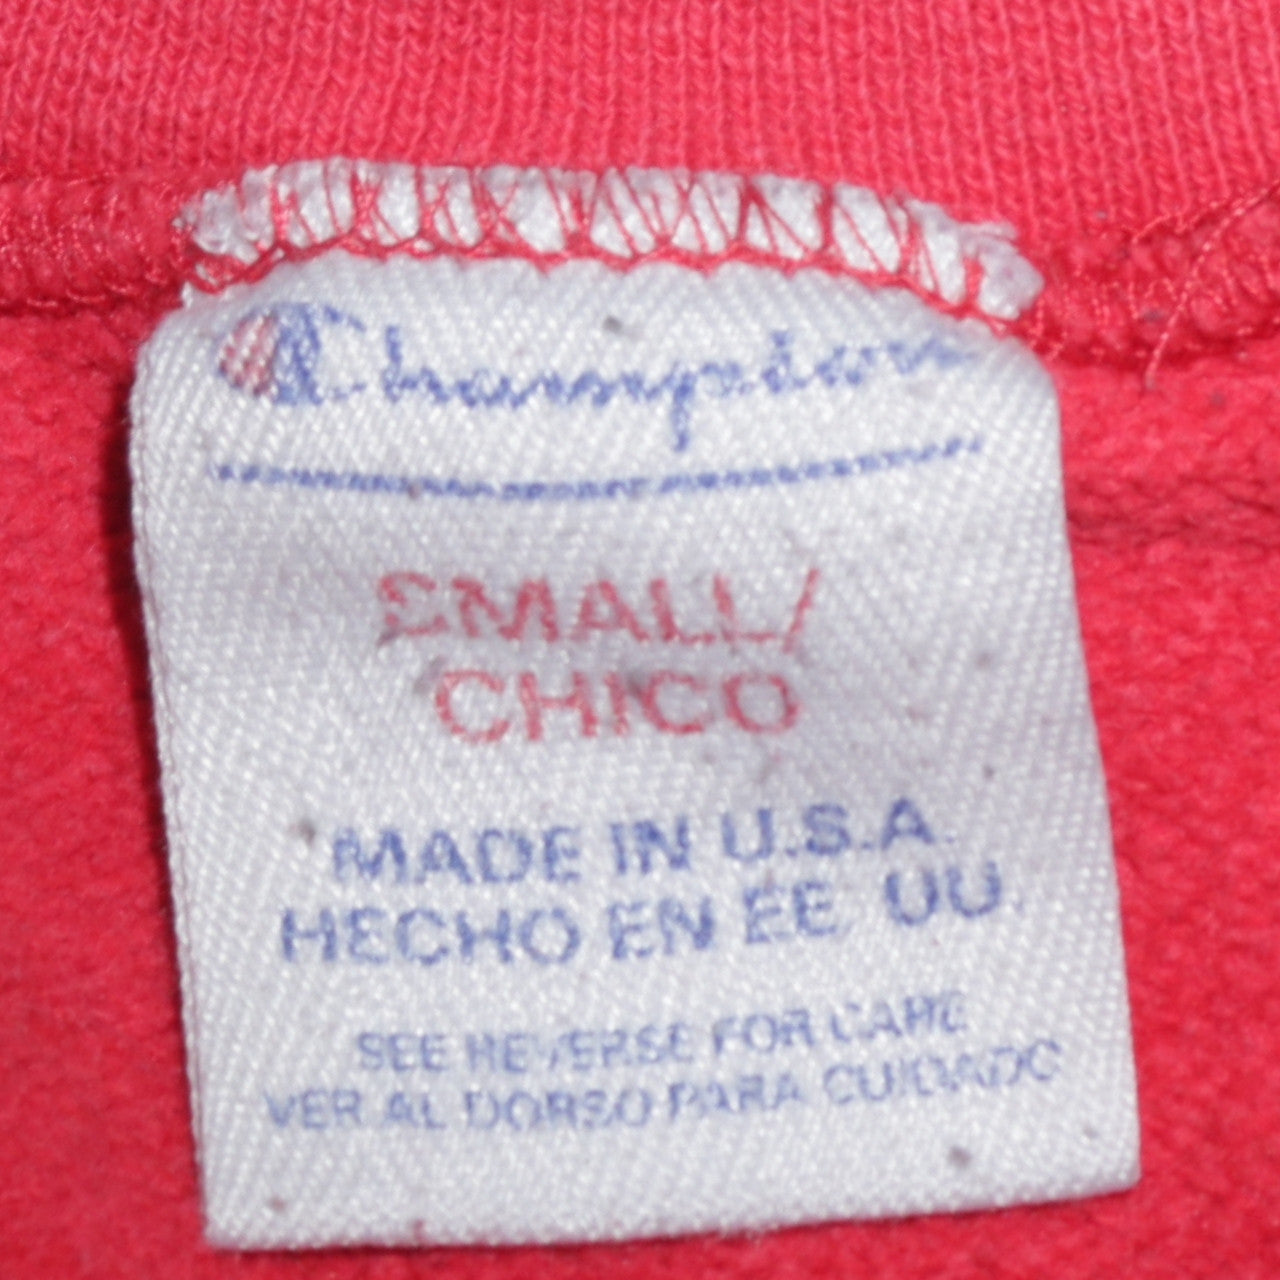 Champion
SMALL/
CHICO
MADE IN U.S.A.
HECHO EN EE UU.
SEE REVERSE FOR CARE
VER AL DORSO PARA CUIDADO